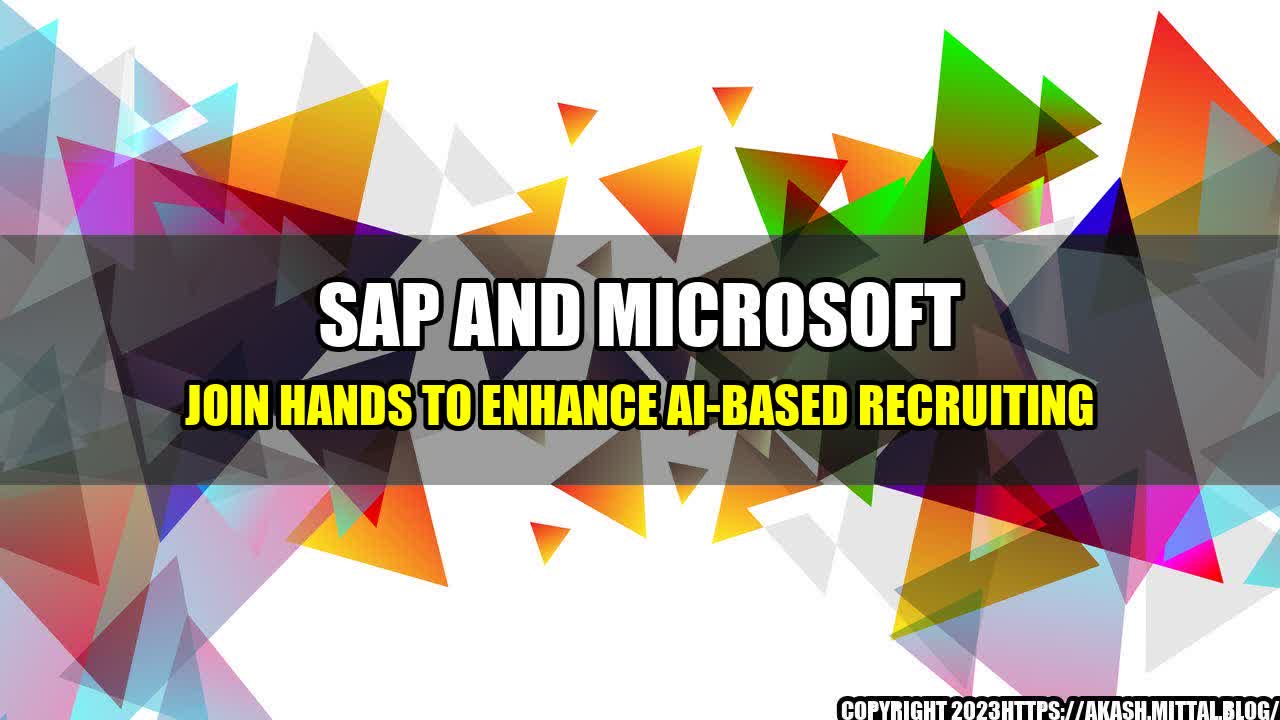 SAP AND MICROSOFT
JOIN HANDS TO ENHANCE AI-BASED RECRUITING
COPYRIGHT 2023HTTPS://AKASH.MITTAL.BLOG/